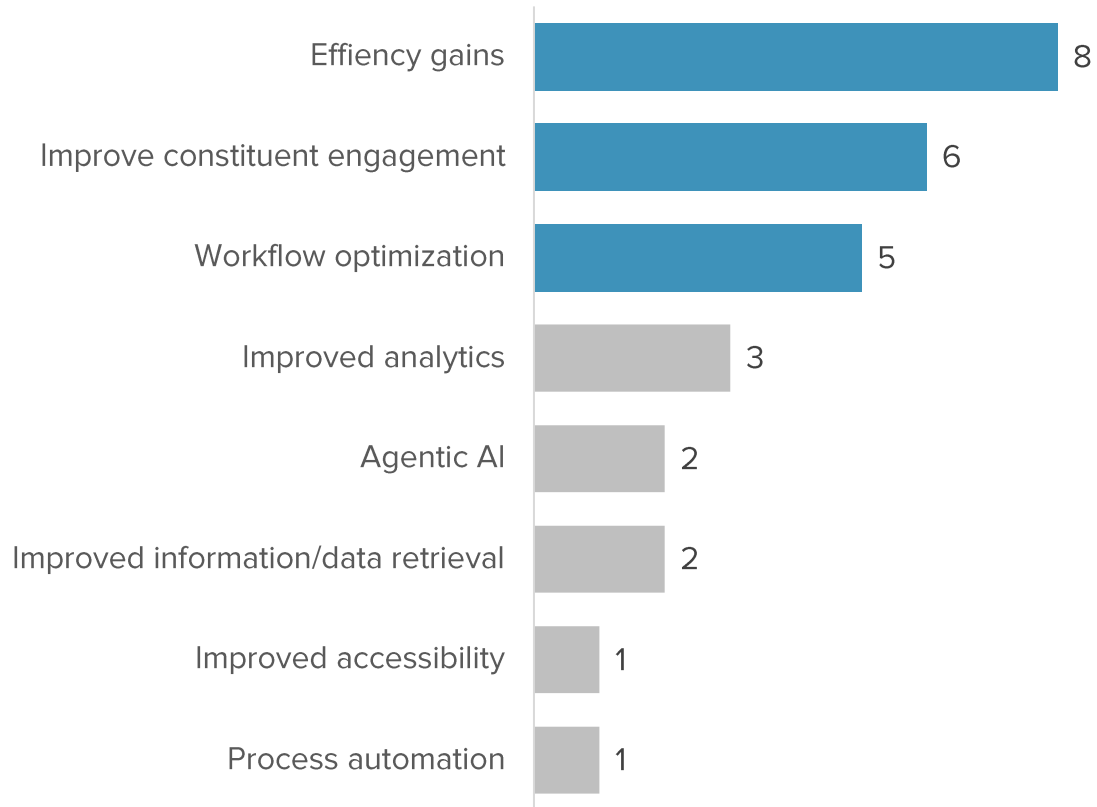 Effiency gains 8
Improve constituent engagement 6
Workflow optimization 5
Improved analytics 3
Agentic AI 2
Improved information/data retrieval 2
Improved accessibility 1
Process automation 1